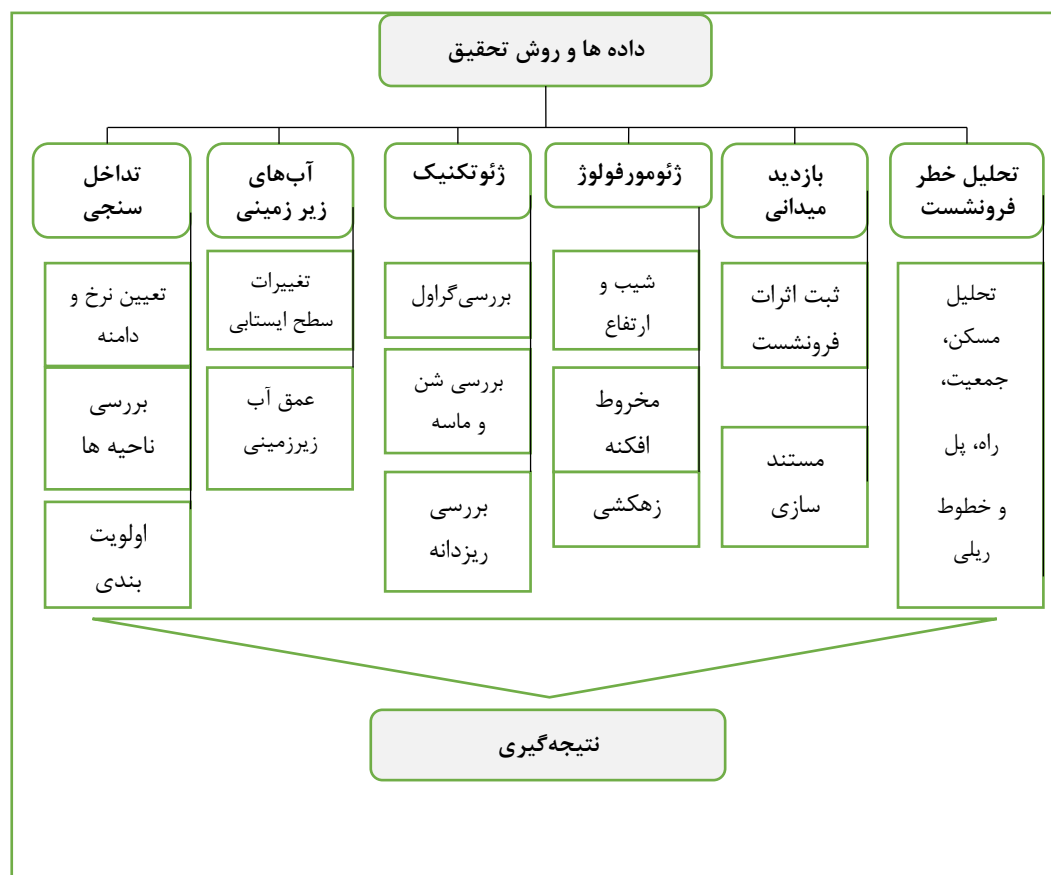 داده ها و روش تحقیق
تحلیل خطر
فرونشست
بازدید
میدانی
ژئومورفولوژ
ژئوتکنیک
آب‌های
زیر زمینی
تداخل
سنجی
تحلیل
مسکن،
جمعیت،
راه، پل
و خطوط
ریلی
ثبت اثرات
فرونشست
مستند
سازی
شیب و
ارتفاع
مخروط
افکنه
زهکشی
بررسی‌گراول
بررسی شن
و ماسه
بررسی
ریزدانه
تغییرات
سطح ایستابی
عمق آب
زیرزمینی
تعیین نرخ و
دامنه
بررسی
ناحیه ها
اولویت
بندی
نتیجه‌گیری